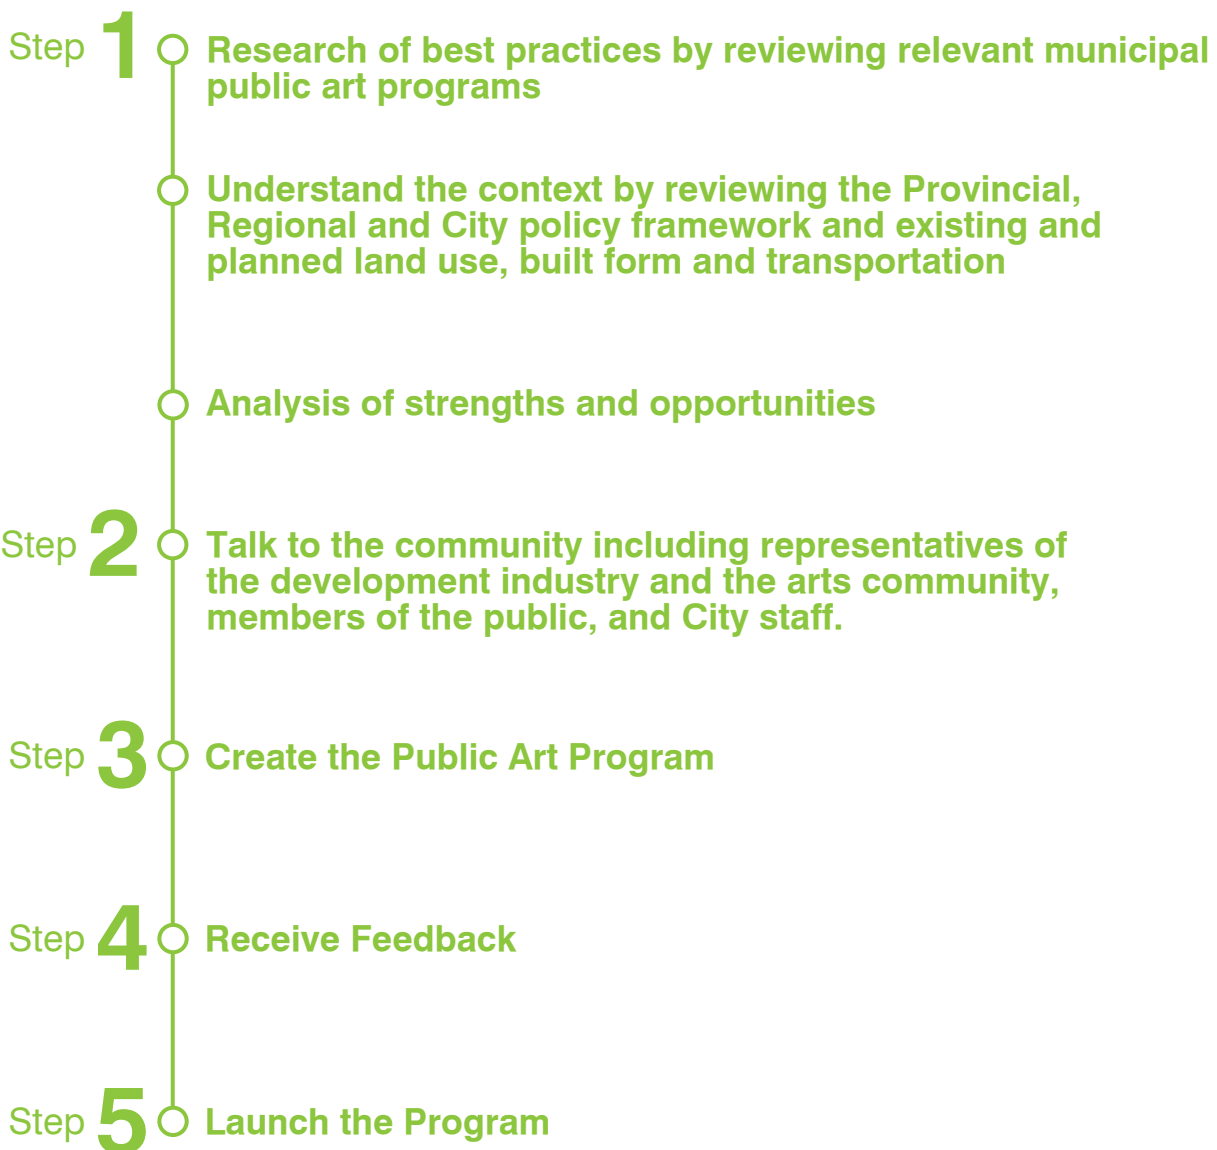 Step 1 Research of best practices by reviewing relevant municipal
public art programs
Understand the context by reviewing the Provincial,
Regional and City policy framework and existing and
planned land use, built form and transportation
Analysis of strengths and opportunities
Step 2 Talk to the community including representatives of
the development industry and the arts community,
members of the public, and City staff.
Step 3 Create the Public Art Program
Step 4 Receive Feedback
Step 5 Launch the Program